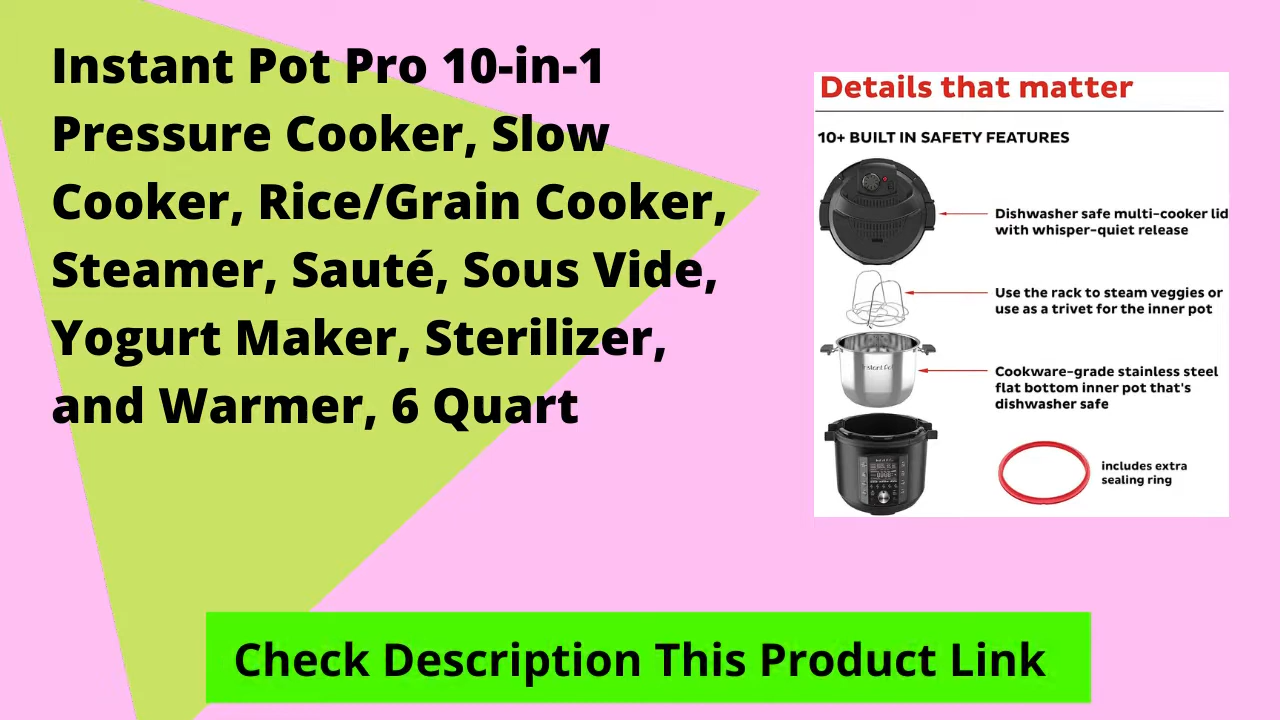 Instant Pot Pro 10-in-1
Pressure Cooker, Slow
Cooker, Rice/Grain Cooker,
Steamer, Sauté, Sous Vide,
Yogurt Maker, Sterilizer,
and Warmer, 6 Quart
Details that matter
10+ BUILT IN SAFETY FEATURES
Dishwasher safe multi-cooker lid
with whisper-quiet release
Use the rack to steam veggies or
use as a trivet for the inner pot
Cookware-grade stainless steel
flat bottom inner pot that's
dishwasher safe
includes extra
sealing ring
Check Description This Product Link